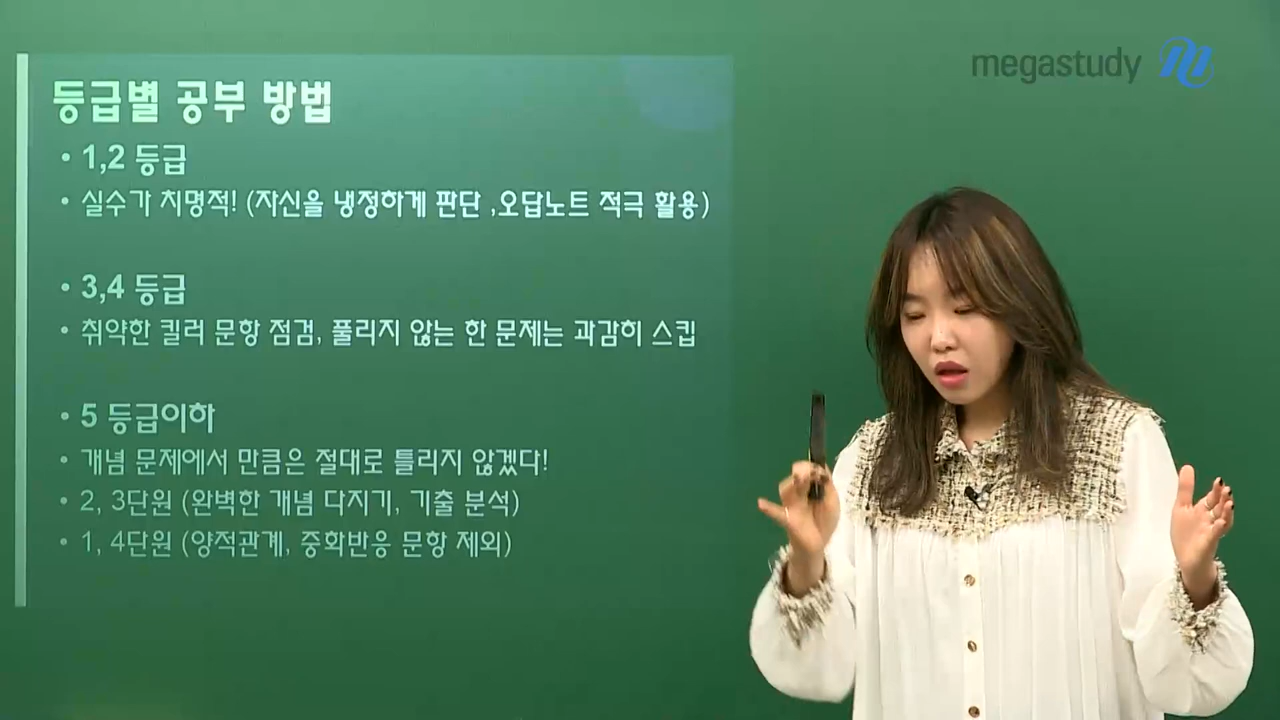 megastudy
등급별 공부 방법
• 1,2 등급
• 실수가 치명적! (자신을 냉정하게 판단 ,오답노트 적극 활용)
• 3,4 등급
• 취약한 킬러 문항 점검, 풀리지 않는 한 문제는 과감히 스킵
• 5 등급이하
• 개념 문제에서 만큼은 절대로 틀리지 않겠다!
• 2, 3단원 (완벽한 개념 다지기, 기출 분석)
• 1, 4단원 (양적관계, 중화반응 문항 제외)